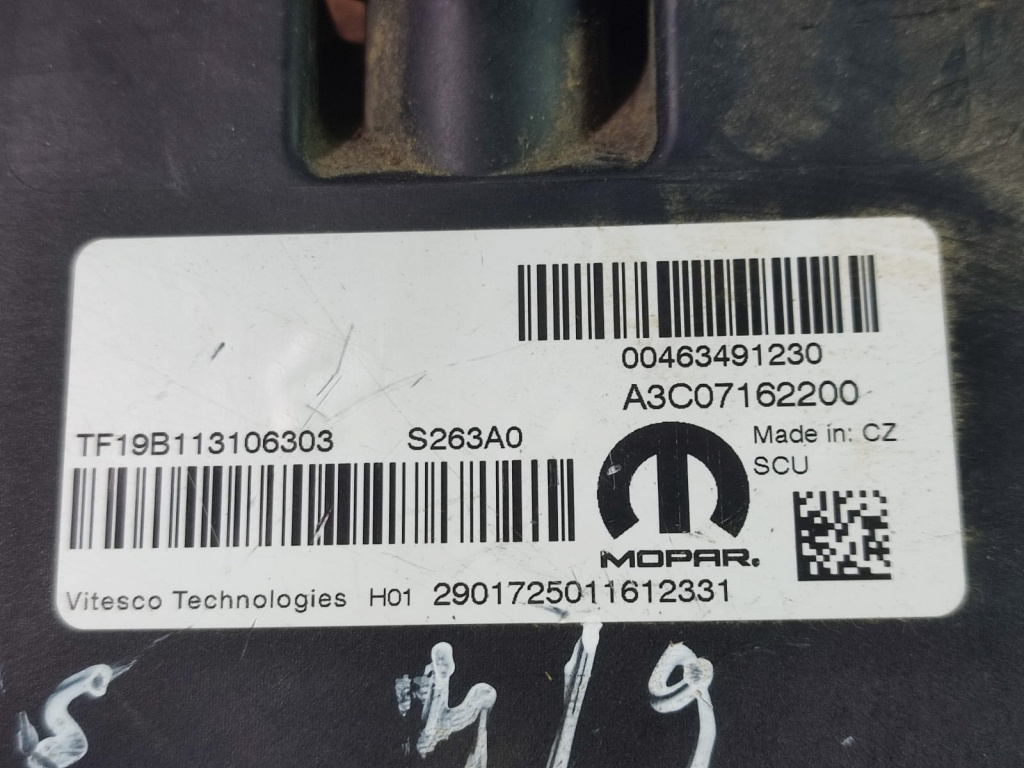 00463491230
A3C07162200
TF19B113106303 S263A0
Made in: CZ
SCU
MOPAR.
Vitesco Technologies H01 2901725011612331